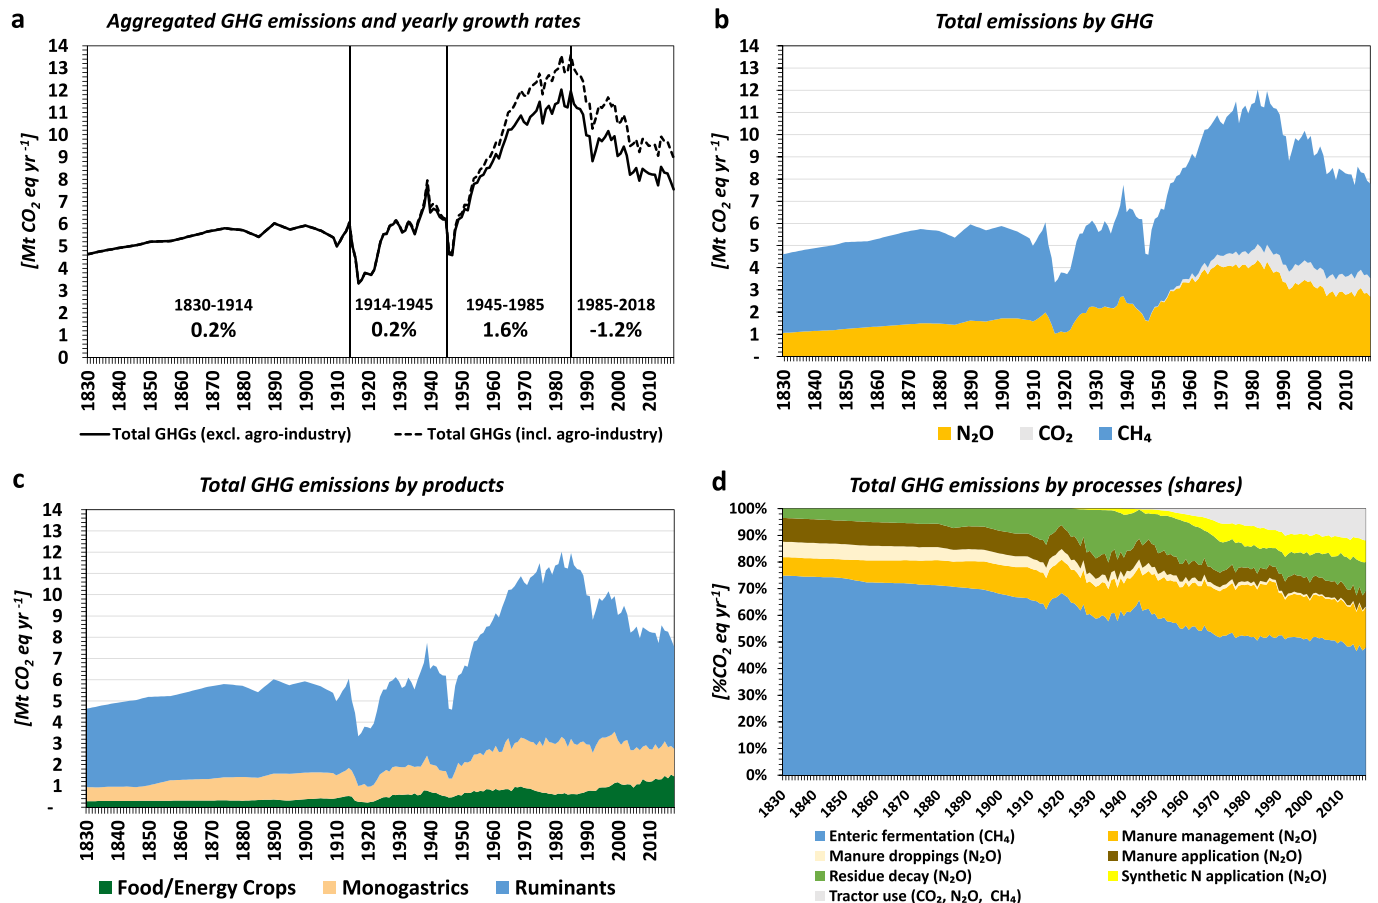 a
Aggregated GHG emissions and yearly growth rates
[Mt CO₂ eq yr⁻¹]
14
13
12
11
10
9
8
7
6
5
4
3
2
1
0
1830-1914
0.2%
1914-1945
0.2%
1945-1985
1.6%
1985-2018
-1.2%
1830 1840 1850 1860 1870 1880 1890 1900 1910 1920 1930 1940 1950 1960 1970 1980 1990 2000 2010
Total GHGs (excl. agro-industry) Total GHGs (incl. agro-industry)
b
Total emissions by GHG
[Mt CO₂ eq yr⁻¹]
14
13
12
11
10
9
8
7
6
5
4
3
2
1
-
1830 1840 1850 1860 1870 1880 1890 1900 1910 1920 1930 1940 1950 1960 1970 1980 1990 2000 2010
N₂O CO₂ CH₄
c
Total GHG emissions by products
[Mt CO₂ eq yr⁻¹]
14
13
12
11
10
9
8
7
6
5
4
3
2
1
-
1830 1840 1850 1860 1870 1880 1890 1900 1910 1920 1930 1940 1950 1960 1970 1980 1990 2000 2010
Food/Energy Crops Monogastrics Ruminants
d
Total GHG emissions by processes (shares)
[%CO₂ eq yr⁻¹]
100%
90%
80%
70%
60%
50%
40%
30%
20%
10%
0%
1830 1840 1850 1860 1870 1880 1890 1900 1910 1920 1930 1940 1950 1960 1970 1980 1990 2000 2010
Enteric fermentation (CH₄) Manure management (N₂O)
Manure droppings (N₂O) Manure application (N₂O)
Residue decay (N₂O) Synthetic N application (N₂O)
Tractor use (CO₂, N₂O, CH₄)